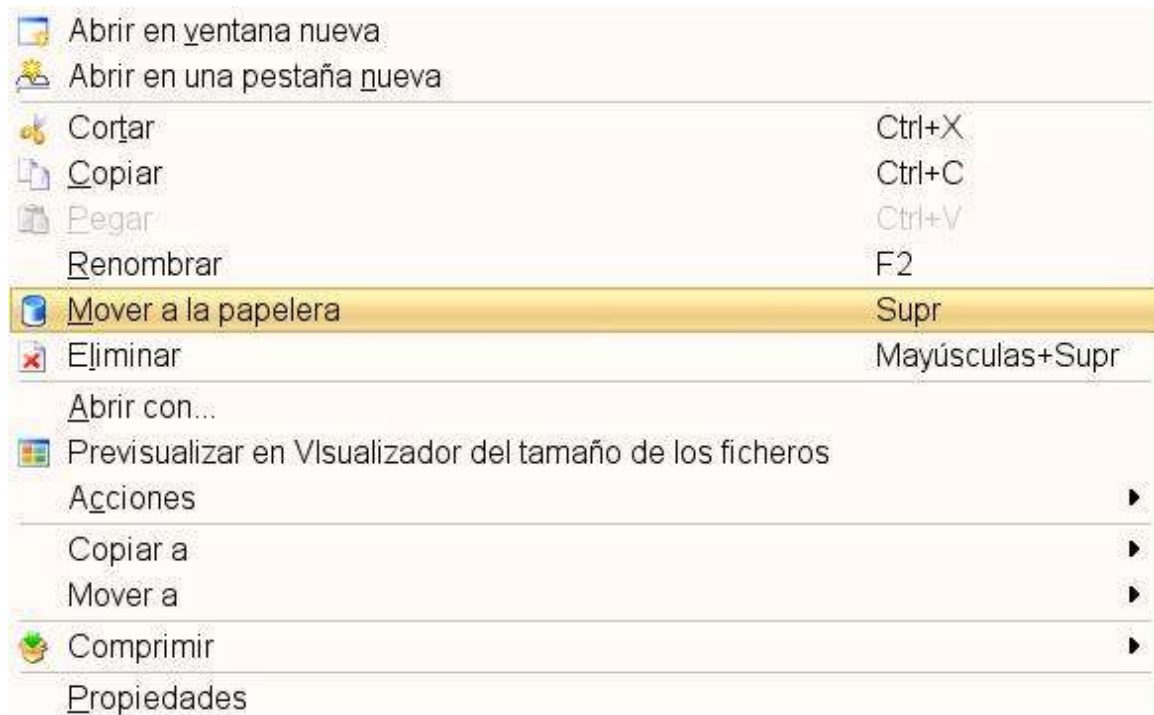 Abrir en ventana nueva
Abrir en una pestaña nueva
Cortar Ctrl+X
Copiar Ctrl+C
Pegar Ctrl+V
Renombrar F2
Mover a la papelera Supr
Eliminar Mayúsculas+Supr
Abrir con...
Previsualizar en VIsualizador del tamaño de los ficheros
Acciones
Copiar a
Mover a
Comprimir
Propiedades